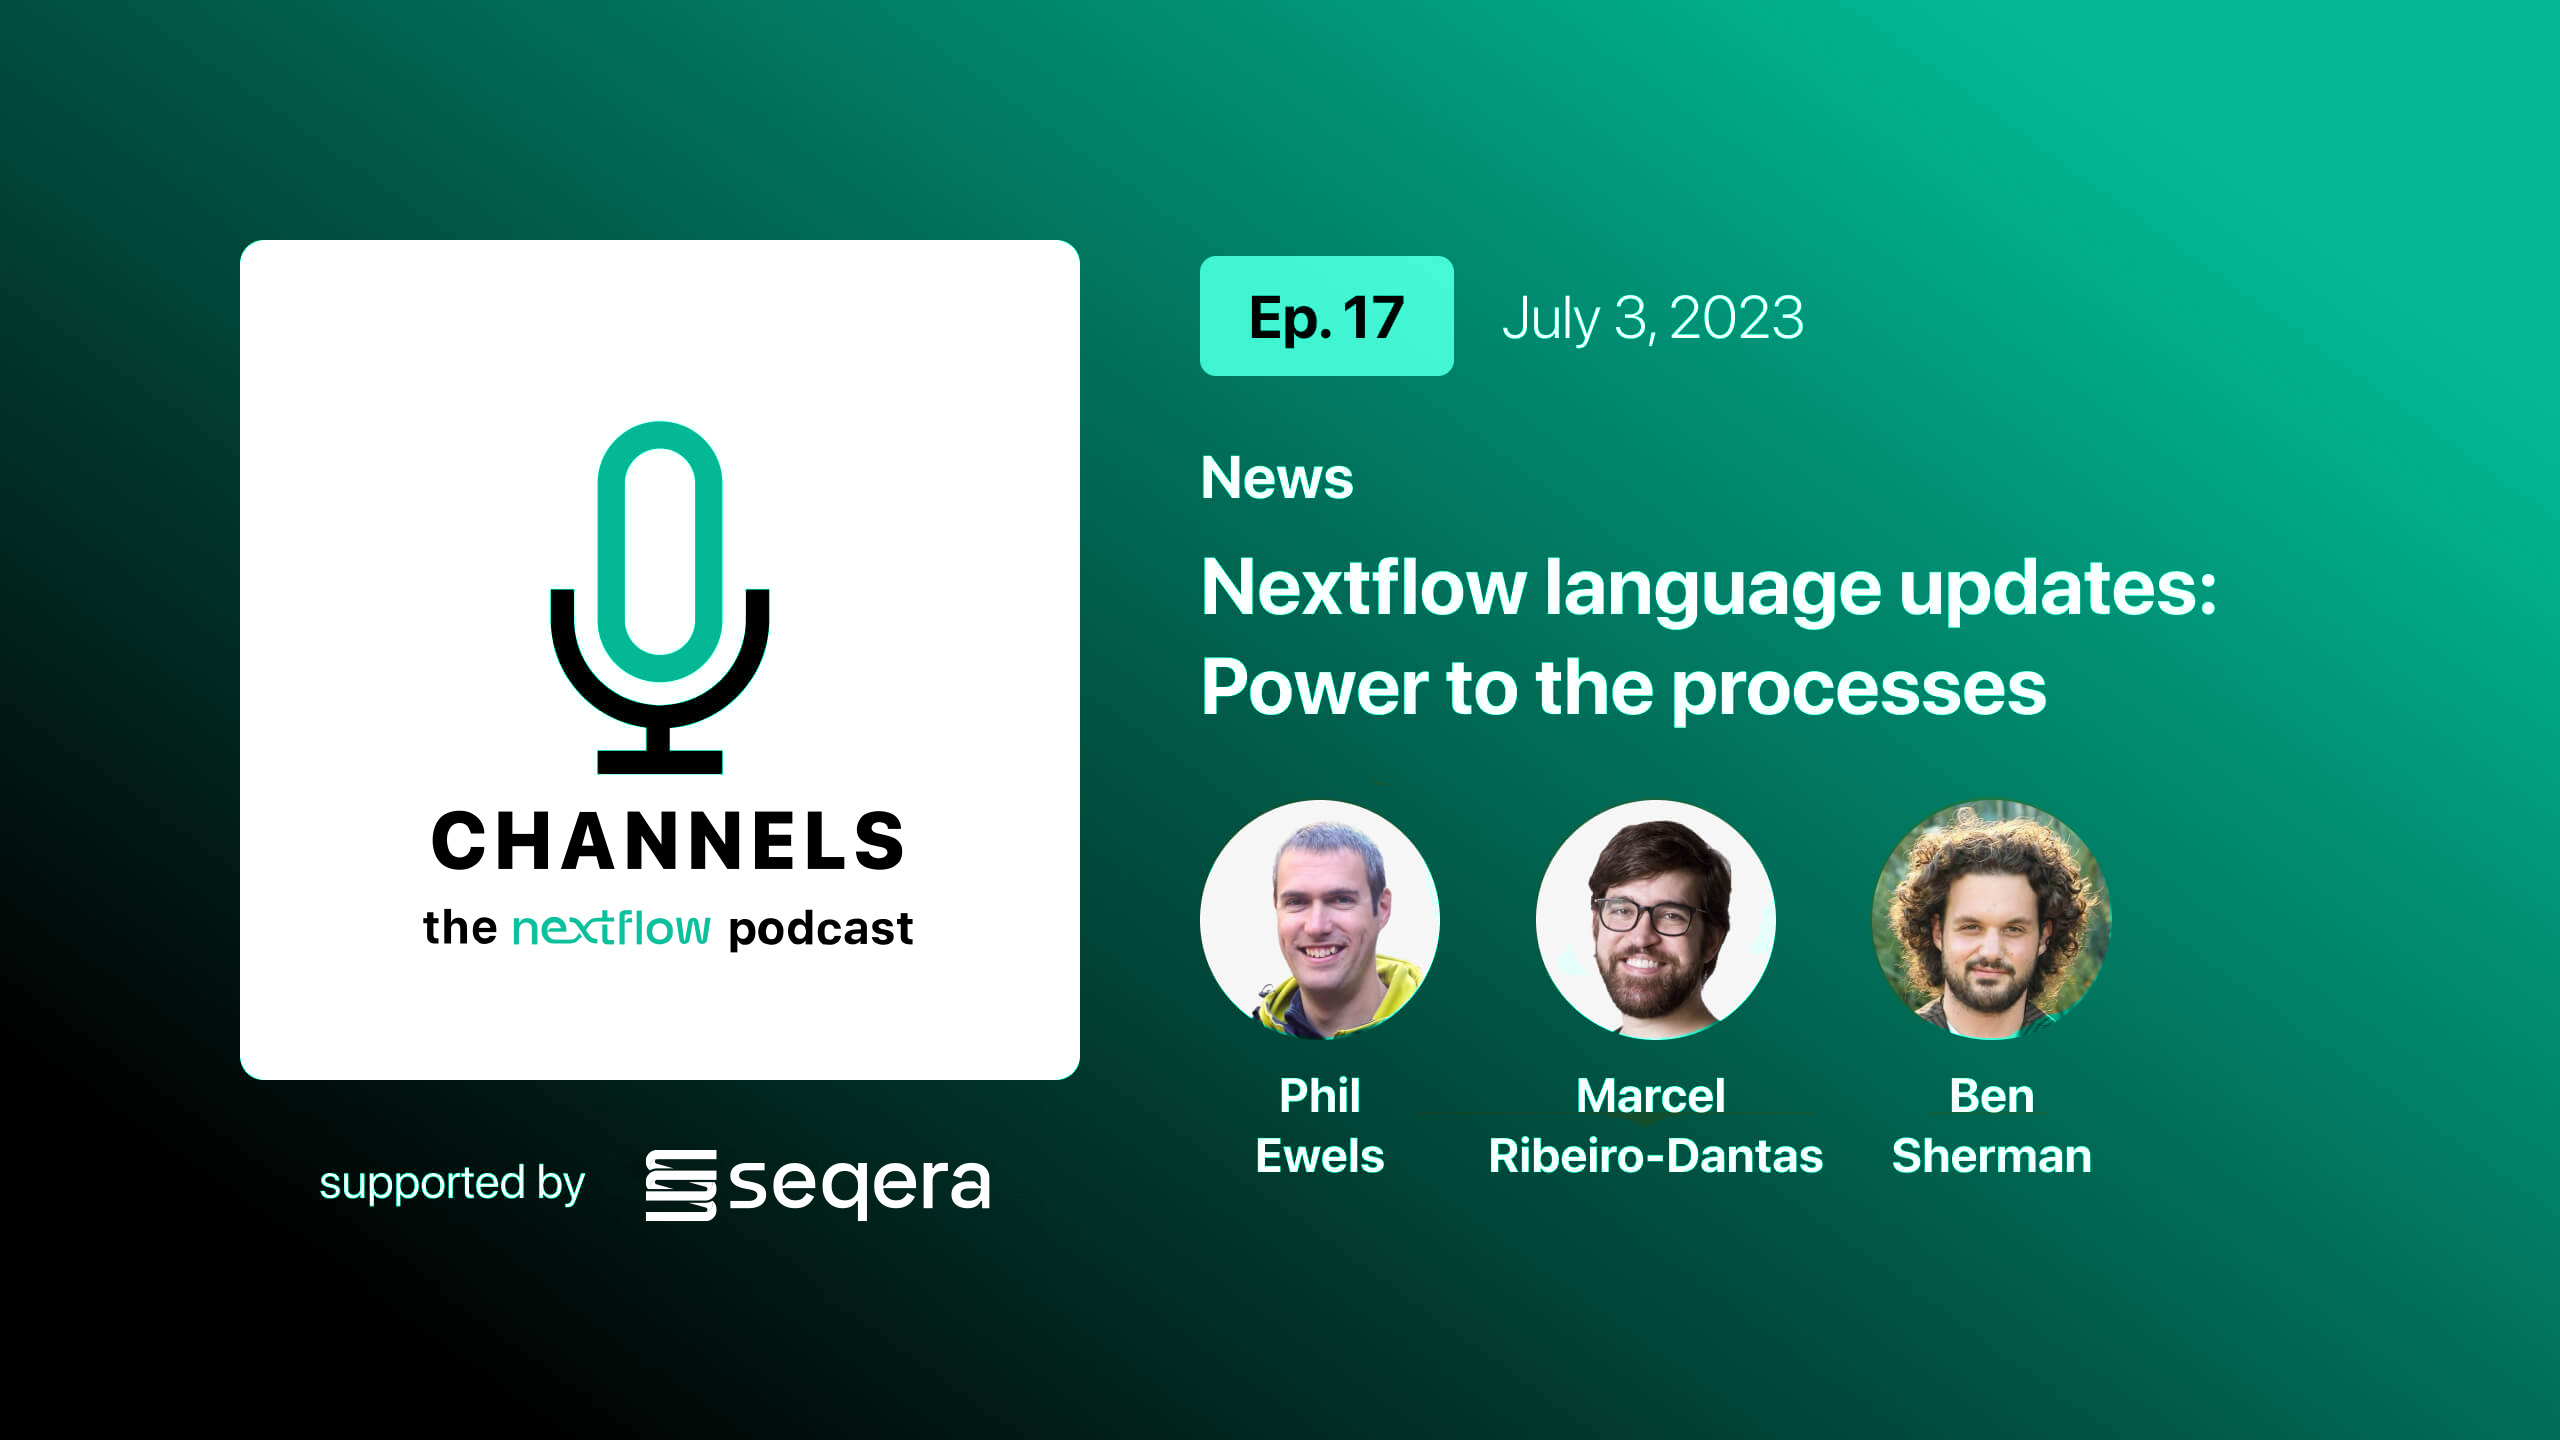 CHANNELS
the nextflow podcast
supported by seqera
Ep. 17 July 3, 2023
News
Nextflow language updates:
Power to the processes
Phil
Ewels
Marcel
Ribeiro-Dantas
Ben
Sherman